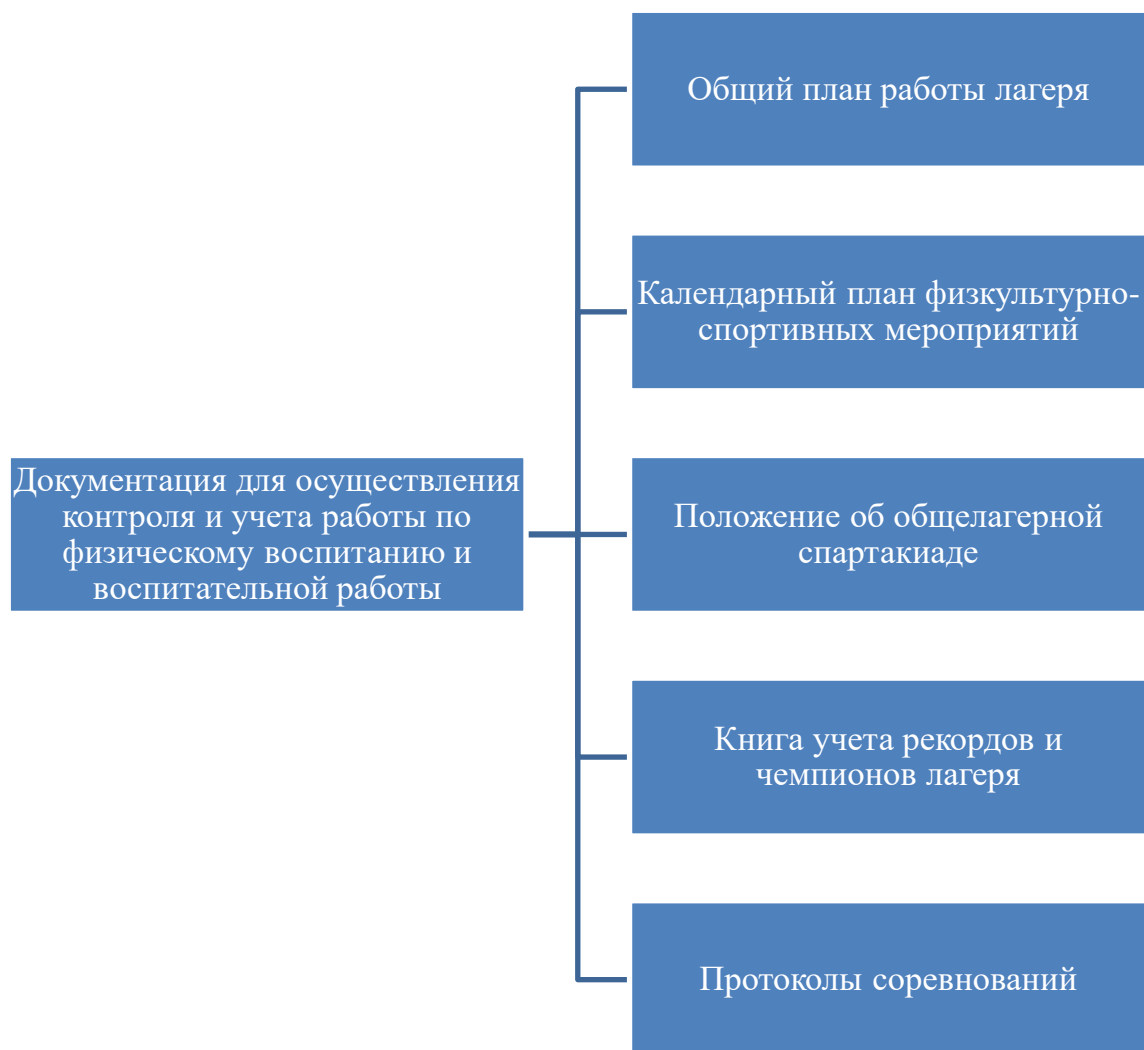 Общий план работы лагеря
Календарный план физкультурно-
спортивных мероприятий
Документация для осуществления
контроля и учета работы по
физическому воспитанию и
воспитательной работы
Положение об общелагерной
спартакиаде
Книга учета рекордов и
чемпионов лагеря
Протоколы соревнований